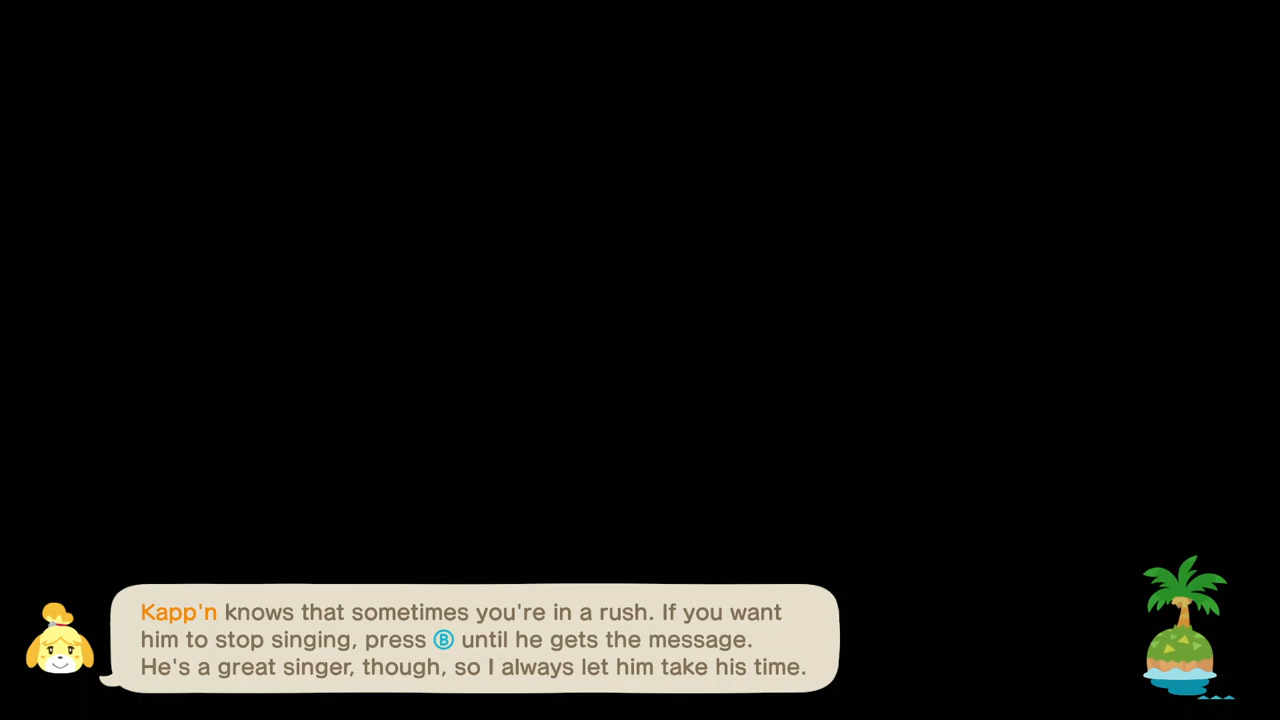 Kapp'n knows that sometimes you're in a rush. If you want
him to stop singing, press Ⓑ until he gets the message.
He's a great singer, though, so I always let him take his time.